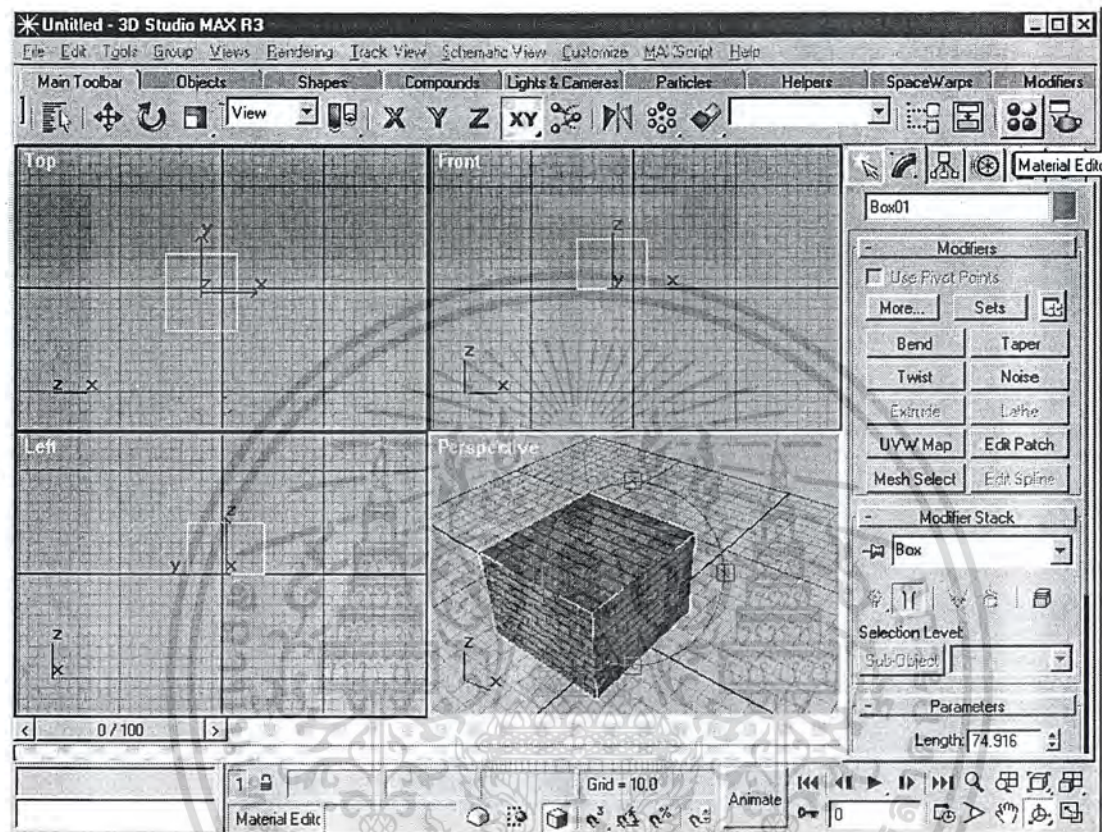 Untitled - 3D Studio MAX R3
File Edit Tools Group Views Rendering Track View Schematic View Customize MAXScript Help
Main Toolbar Objects Shapes Compounds Lights & Cameras Particles Helpers SpaceWarps Modifiers
View X Y Z XY
Top
Front
Left
Perspective
Material Edito
Box01
- Modifiers
Use Pivot Points
More... Sets
Bend Taper
Twist Noise
Extrude Lathe
UVW Map Edit Patch
Mesh Select Edit Spline
- Modifier Stack
Box
Selection Level:
Sub-Object
- Parameters
Length: 74.916
0 / 100
1 Grid = 10.0
Animate
0
Material Edito